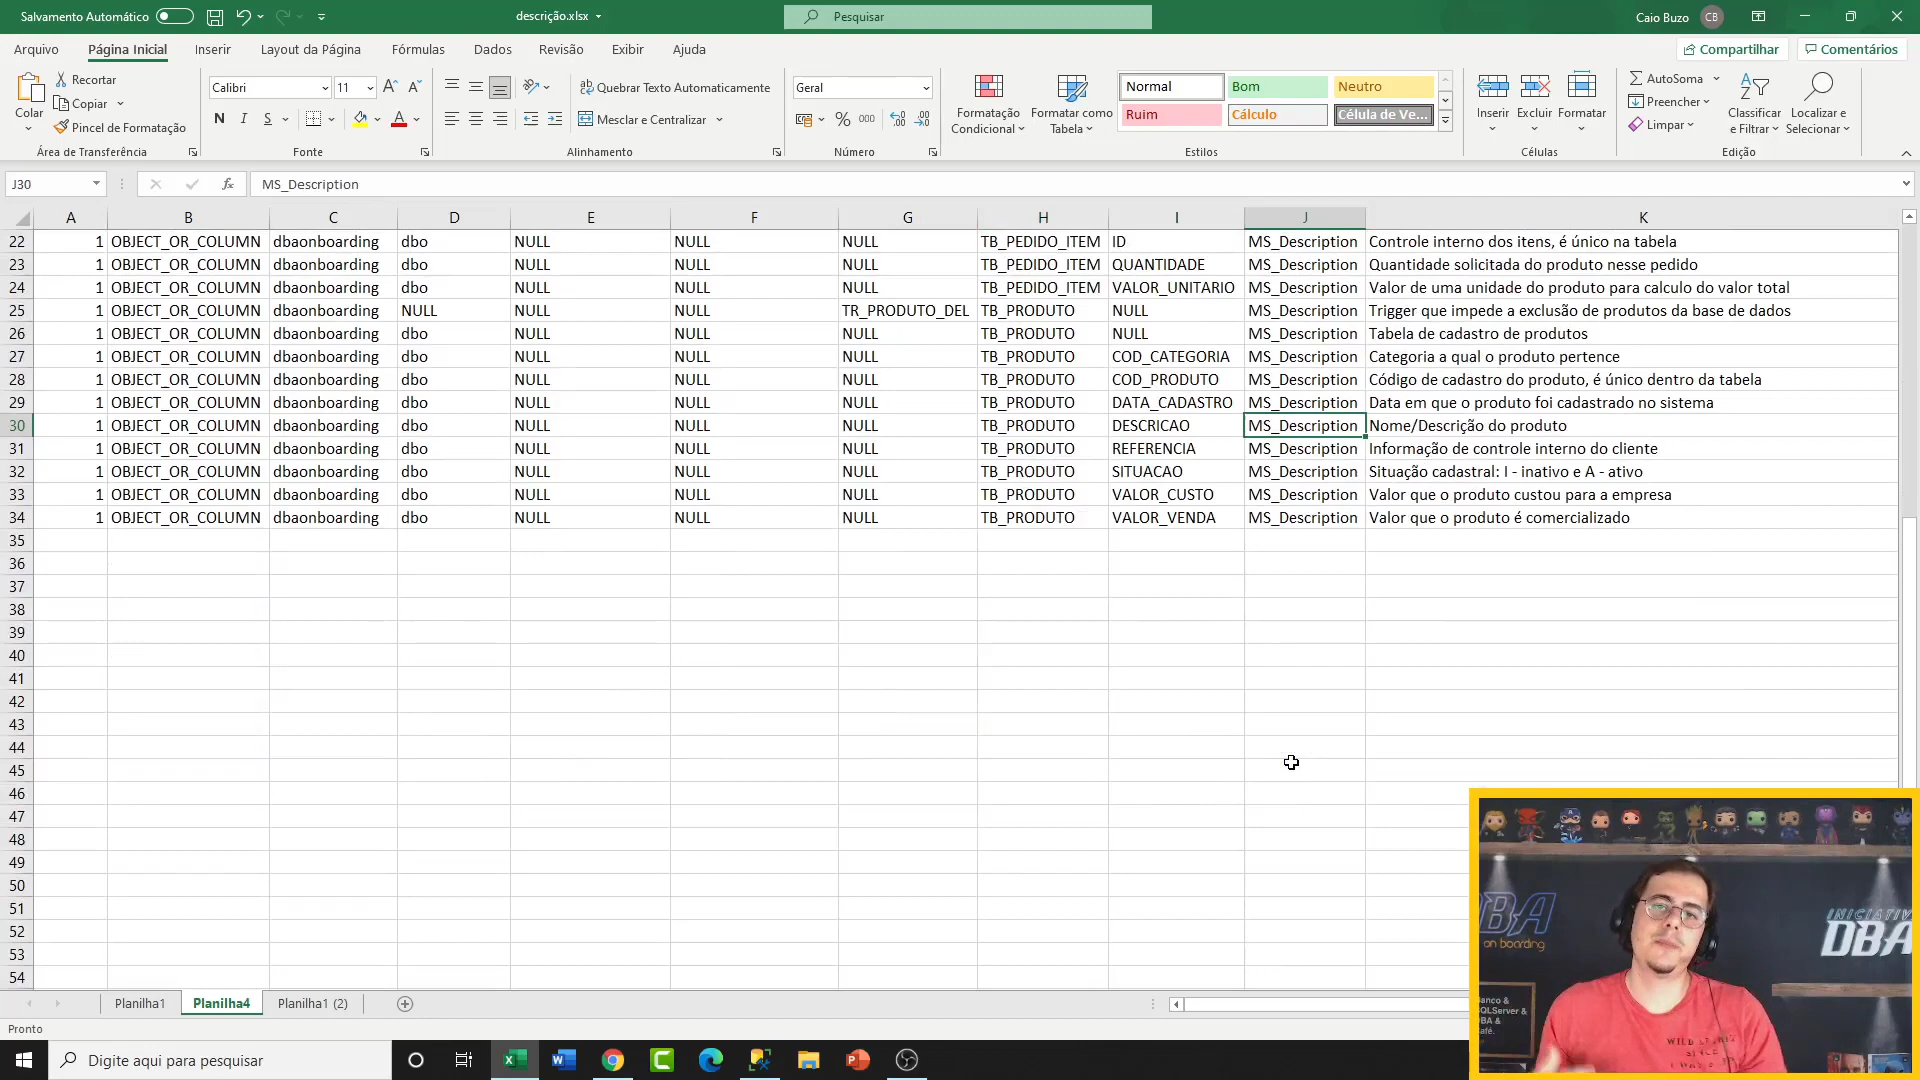 Salvamento Automático
descrição.xlsx
Pesquisar
Caio Buzo CB
Arquivo Página Inicial Inserir Layout da Página Fórmulas Dados Revisão Exibir Ajuda Compartilhar Comentários
Colar
Recortar
Copiar
Pincel de Formatação
Área de Transferência
Calibri 11
N I S
Fonte
Quebrar Texto Automaticamente
Mesclar e Centralizar
Alinhamento
Geral
% 000
Número
Formatação Condicional
Formatar como Tabela
Normal Bom Neutro
Ruim Cálculo Célula de Ve...
Estilos
Inserir Excluir Formatar
Células
AutoSoma
Preencher
Limpar
Classificar e Filtrar
Localizar e Selecionar
Edição
J30 fx MS_Description
A B C D E F G H I J K
22 1 OBJECT_OR_COLUMN dbaonboarding dbo NULL NULL NULL TB_PEDIDO_ITEM ID MS_Description Controle interno dos itens, é único na tabela
23 1 OBJECT_OR_COLUMN dbaonboarding dbo NULL NULL NULL TB_PEDIDO_ITEM QUANTIDADE MS_Description Quantidade solicitada do produto nesse pedido
24 1 OBJECT_OR_COLUMN dbaonboarding dbo NULL NULL NULL TB_PEDIDO_ITEM VALOR_UNITARIO MS_Description Valor de uma unidade do produto para calculo do valor total
25 1 OBJECT_OR_COLUMN dbaonboarding NULL NULL NULL TR_PRODUTO_DEL TB_PRODUTO NULL MS_Description Trigger que impede a exclusão de produtos da base de dados
26 1 OBJECT_OR_COLUMN dbaonboarding dbo NULL NULL NULL TB_PRODUTO NULL MS_Description Tabela de cadastro de produtos
27 1 OBJECT_OR_COLUMN dbaonboarding dbo NULL NULL NULL TB_PRODUTO COD_CATEGORIA MS_Description Categoria a qual o produto pertence
28 1 OBJECT_OR_COLUMN dbaonboarding dbo NULL NULL NULL TB_PRODUTO COD_PRODUTO MS_Description Código de cadastro do produto, é único dentro da tabela
29 1 OBJECT_OR_COLUMN dbaonboarding dbo NULL NULL NULL TB_PRODUTO DATA_CADASTRO MS_Description Data em que o produto foi cadastrado no sistema
30 1 OBJECT_OR_COLUMN dbaonboarding dbo NULL NULL NULL TB_PRODUTO DESCRICAO MS_Description Nome/Descrição do produto
31 1 OBJECT_OR_COLUMN dbaonboarding dbo NULL NULL NULL TB_PRODUTO REFERENCIA MS_Description Informação de controle interno do cliente
32 1 OBJECT_OR_COLUMN dbaonboarding dbo NULL NULL NULL TB_PRODUTO SITUACAO MS_Description Situação cadastral: I - inativo e A - ativo
33 1 OBJECT_OR_COLUMN dbaonboarding dbo NULL NULL NULL TB_PRODUTO VALOR_CUSTO MS_Description Valor que o produto custou para a empresa
34 1 OBJECT_OR_COLUMN dbaonboarding dbo NULL NULL NULL TB_PRODUTO VALOR_VENDA MS_Description Valor que o produto é comercializado
35
36
37
38
39
40
41
42
43
44
45
46
47
48
49
50
51
52
53
54
DBA
on boarding
INICIATIV
DBA
Banco &
SQLServer &
DBA &
Café.
Planilha1 Planilha4 Planilha1 (2)
Pronto
Digite aqui para pesquisar